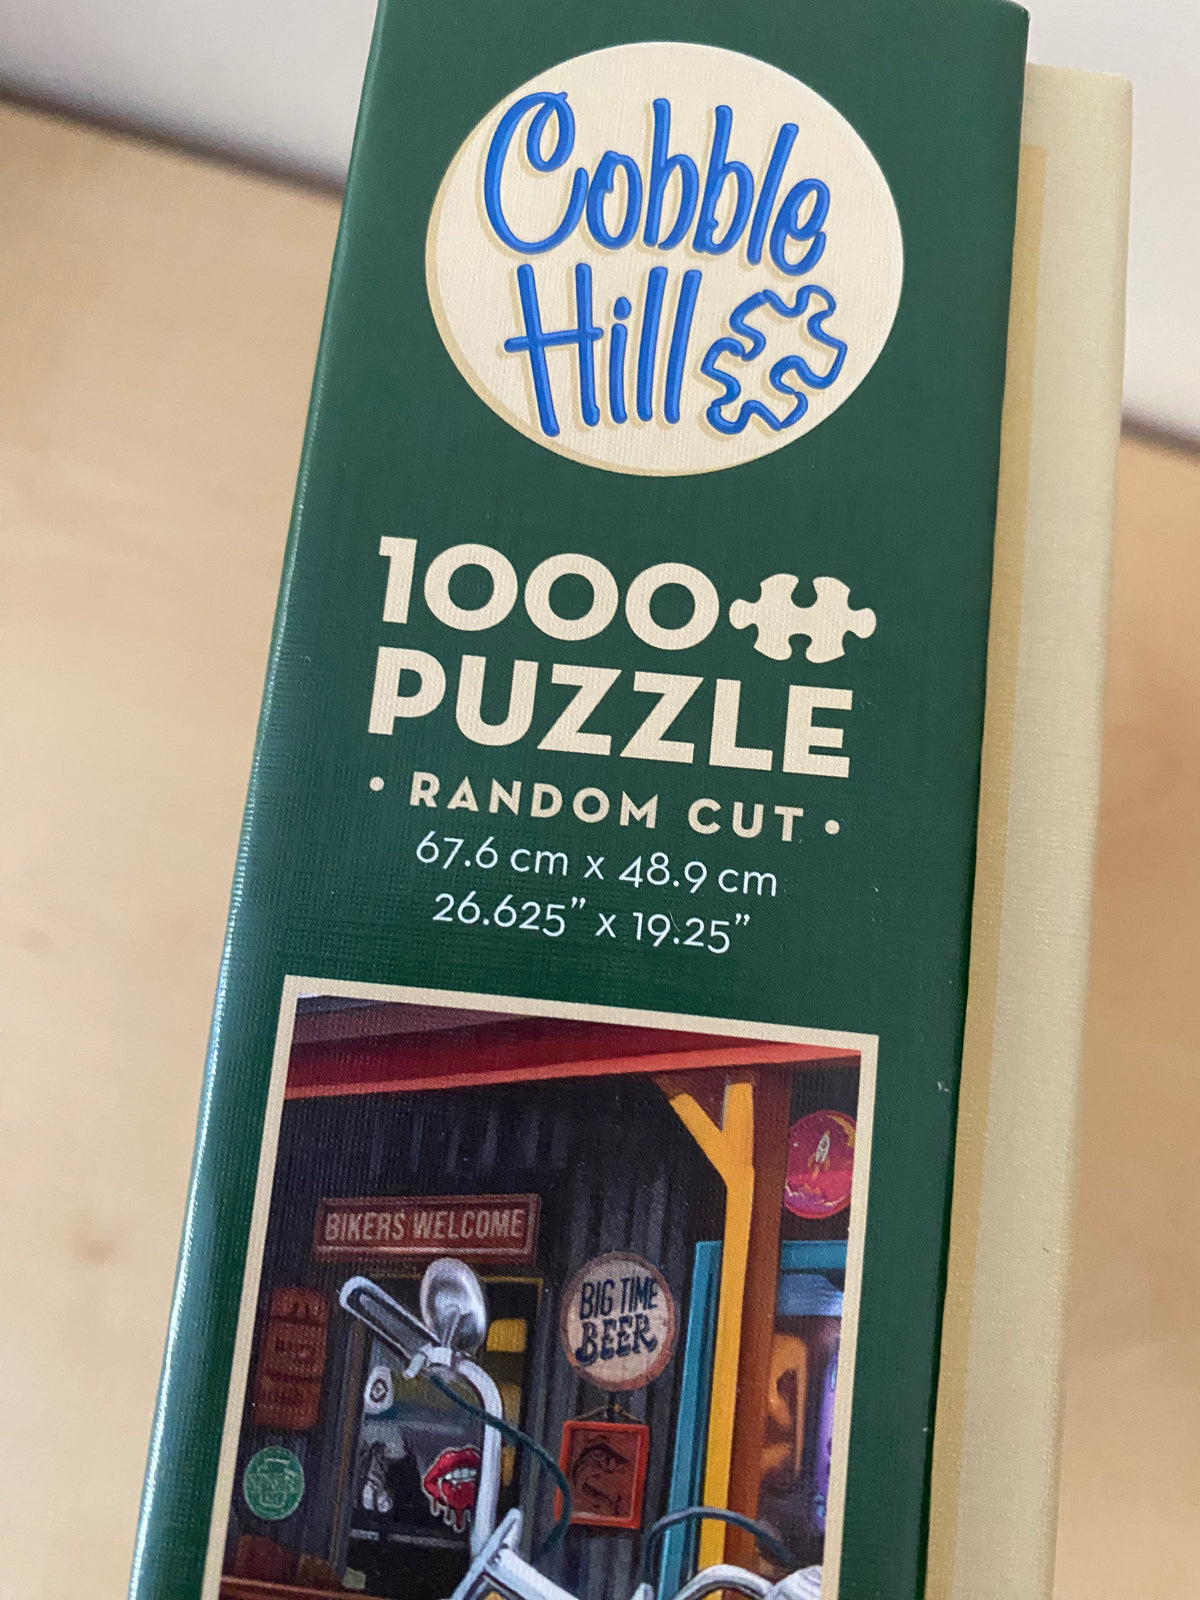 Cobble
Hill
1000
PUZZLE
• RANDOM CUT •
67.6 cm x 48.9 cm
26.625” x 19.25”
BIKERS WELCOME
BIG TIME
BEER